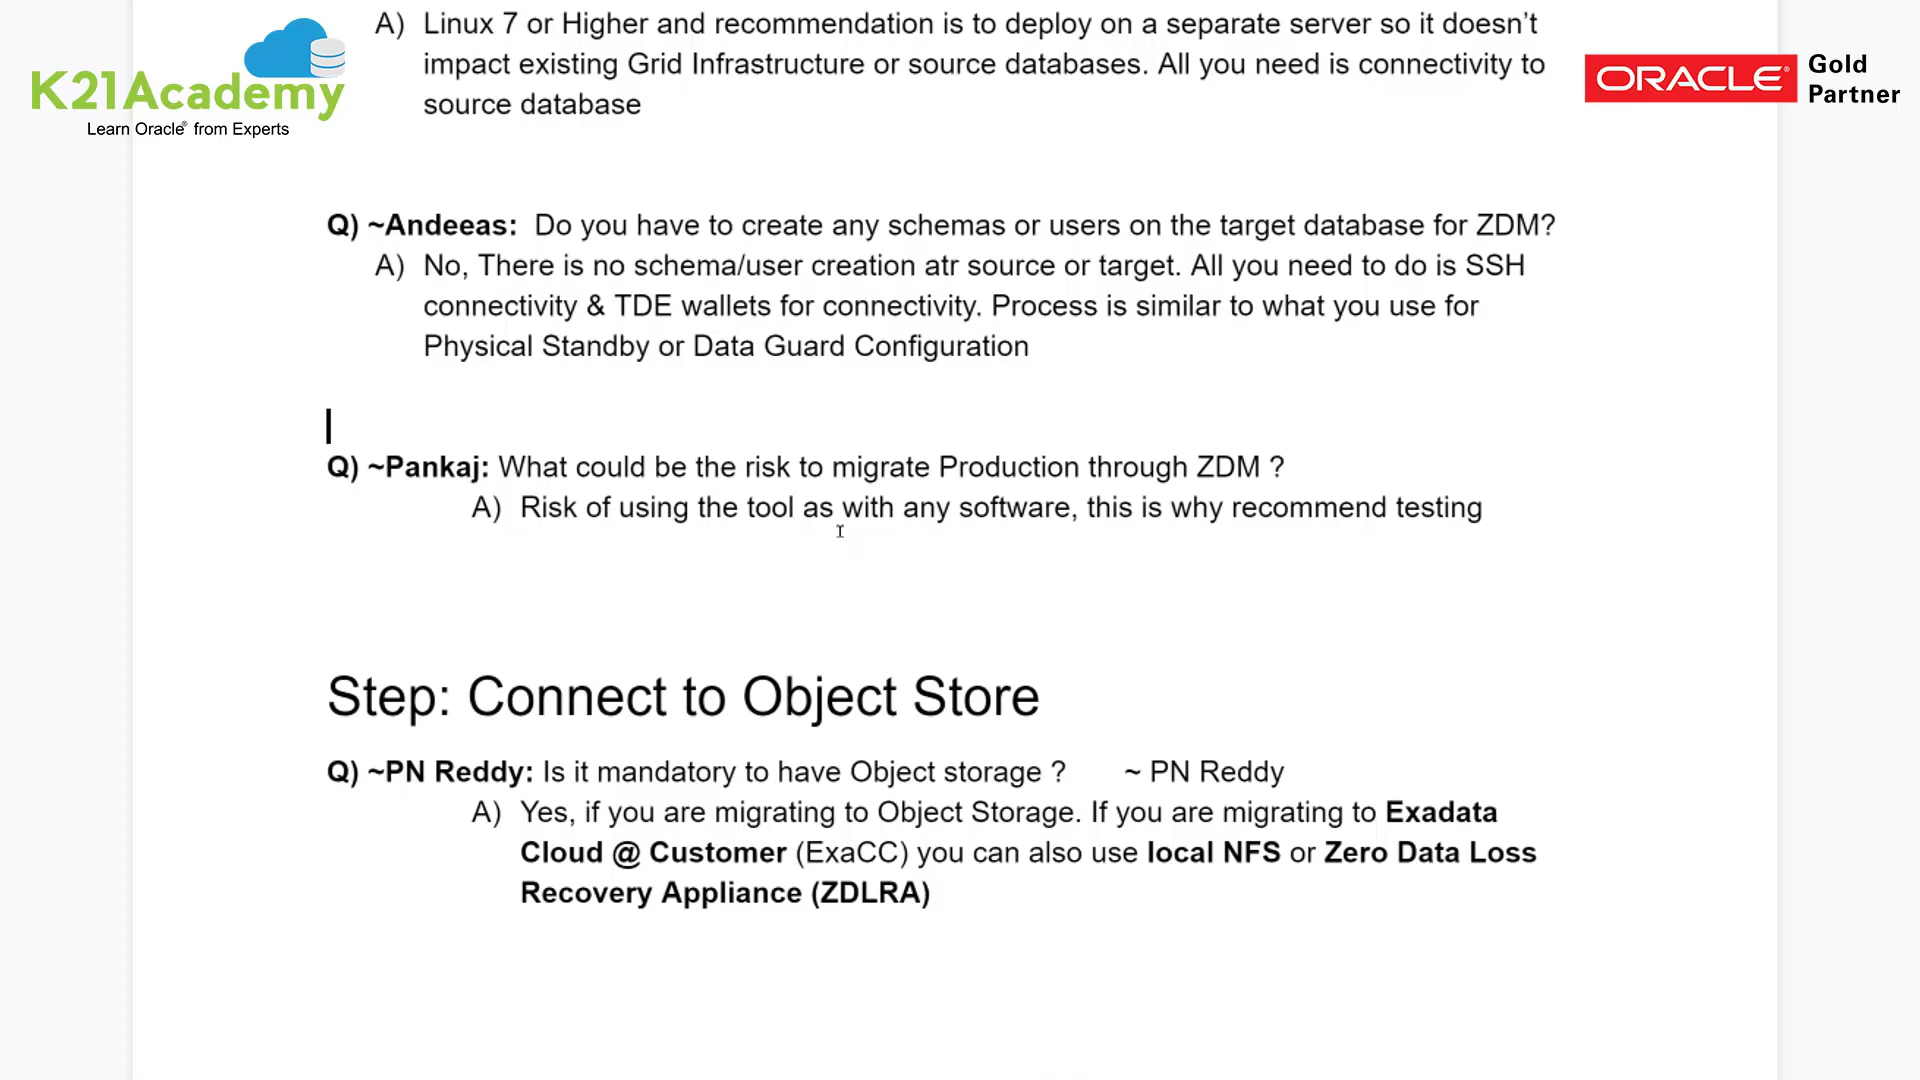 A) Linux 7 or Higher and recommendation is to deploy on a separate server so it doesn’t
impact existing Grid Infrastructure or source databases. All you need is connectivity to
source database
K21Academy
Learn Oracle® from Experts
ORACLE®
Gold
Partner
Q) ~Andeeas: Do you have to create any schemas or users on the target database for ZDM?
A) No, There is no schema/user creation atr source or target. All you need to do is SSH
connectivity & TDE wallets for connectivity. Process is similar to what you use for
Physical Standby or Data Guard Configuration
Q) ~Pankaj: What could be the risk to migrate Production through ZDM ?
A) Risk of using the tool as with any software, this is why recommend testing
Step: Connect to Object Store
Q) ~PN Reddy: Is it mandatory to have Object storage ? ~ PN Reddy
A) Yes, if you are migrating to Object Storage. If you are migrating to Exadata
Cloud @ Customer (ExaCC) you can also use local NFS or Zero Data Loss
Recovery Appliance (ZDLRA)